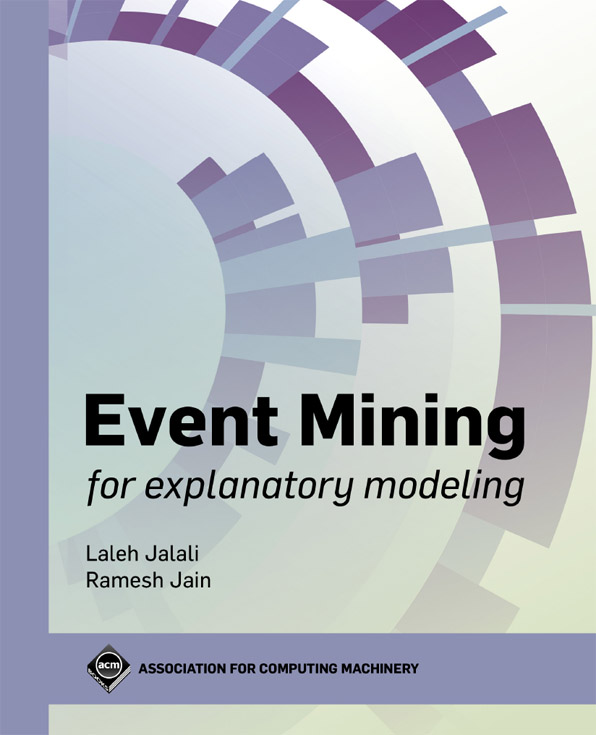 Event Mining
for explanatory modeling
Laleh Jalali
Ramesh Jain
acm
ASSOCIATION FOR COMPUTING MACHINERY